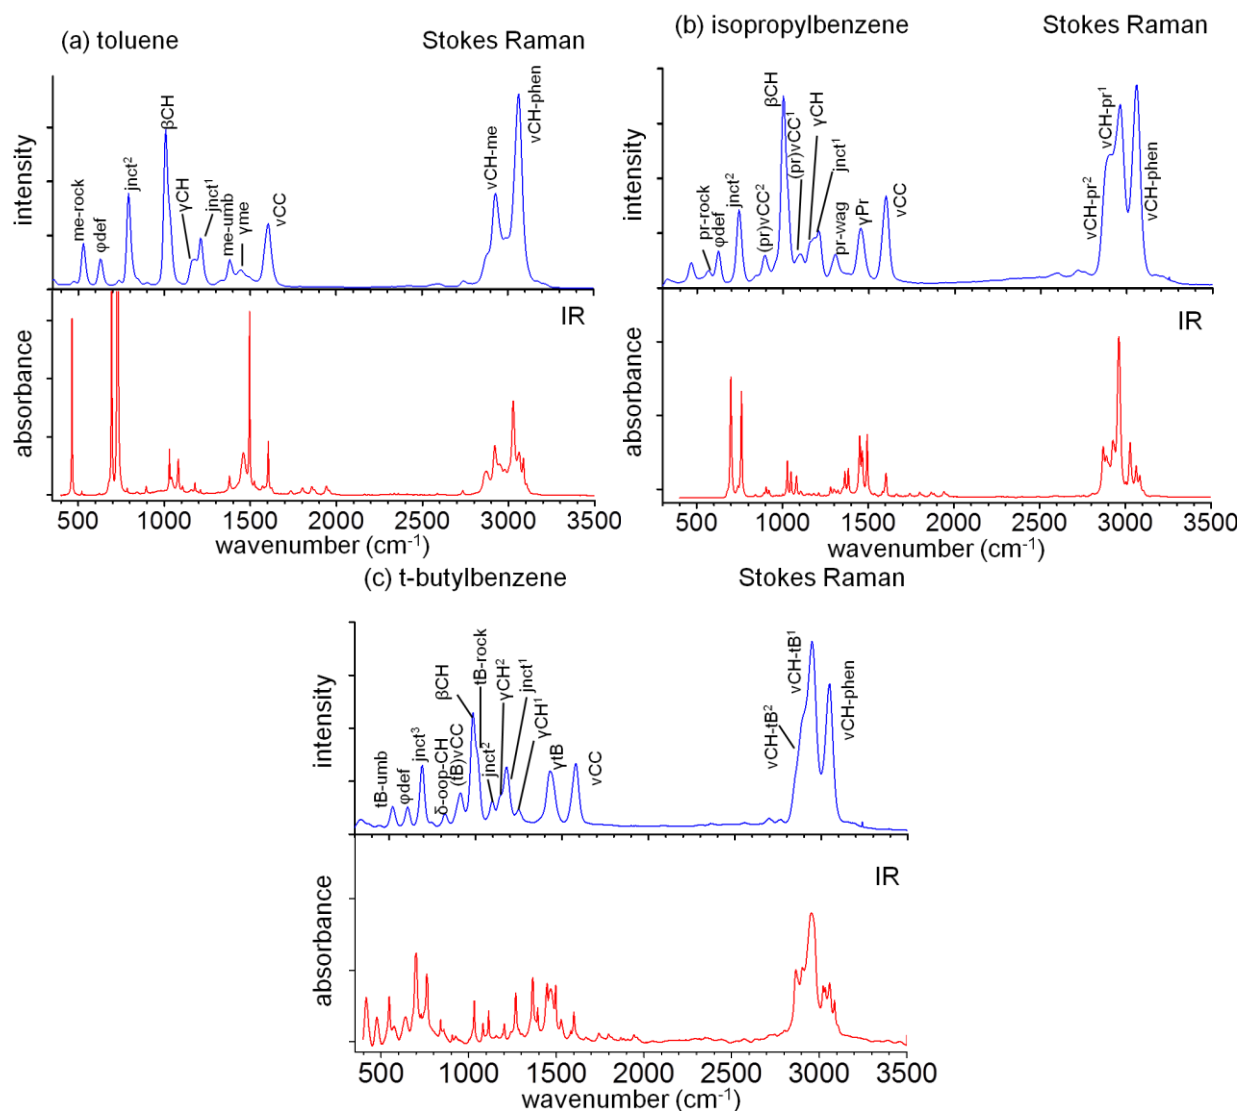 (a) toluene
Stokes Raman
intensity
me-rock
φdef
jnct²
βCH
γCH
jnct¹
me-umb
γme
νCC
νCH-me
νCH-phen
IR
absorbance
500 1000 1500 2000 2500 3000 3500
wavenumber (cm⁻¹)
(b) isopropylbenzene
Stokes Raman
intensity
pr-rock
φdef
jnct²
(pr)νCC²
βCH
(pr)νCC¹
γCH
jnct¹
pr-wag
γPr
νCC
νCH-pr²
νCH-pr¹
νCH-phen
IR
absorbance
500 1000 1500 2000 2500 3000 3500
wavenumber (cm⁻¹)
(c) t-butylbenzene
Stokes Raman
intensity
tB-umb
φdef
jnct³
δ-oop-CH
(tB)νCC
βCH
tB-rock
jnct²
γCH²
jnct¹
γCH¹
γtB
νCC
νCH-tB²
νCH-tB¹
νCH-phen
IR
absorbance
500 1000 1500 2000 2500 3000 3500
wavenumber (cm⁻¹)